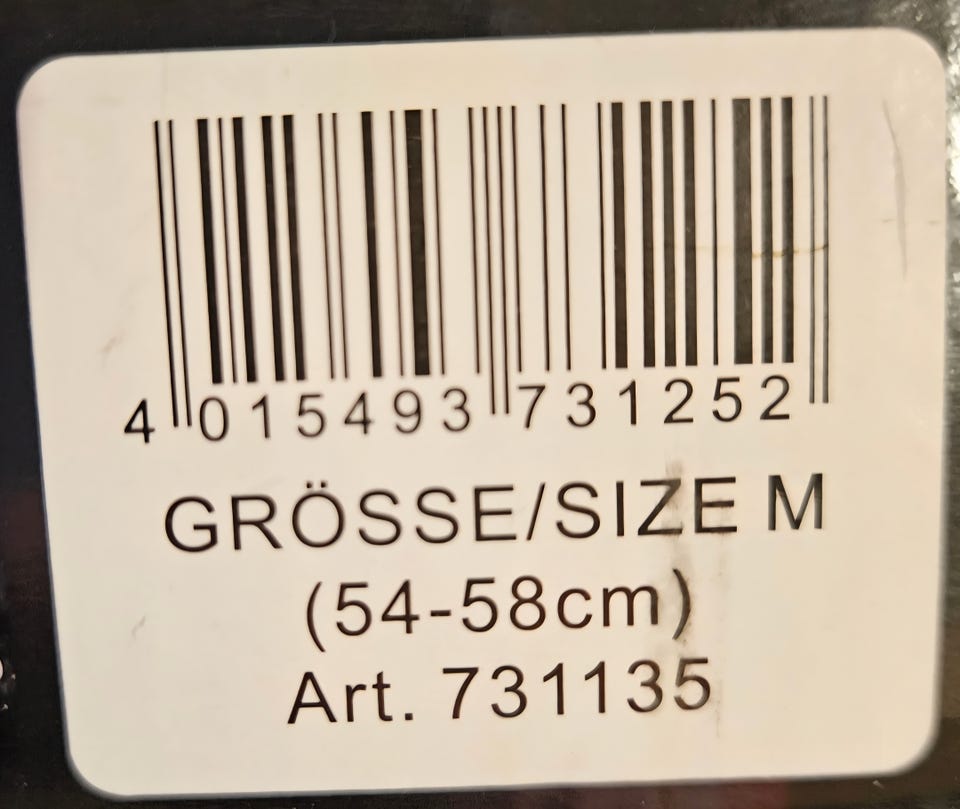 4 015493 731252
GRÖSSE/SIZE M
(54-58cm)
Art. 731135